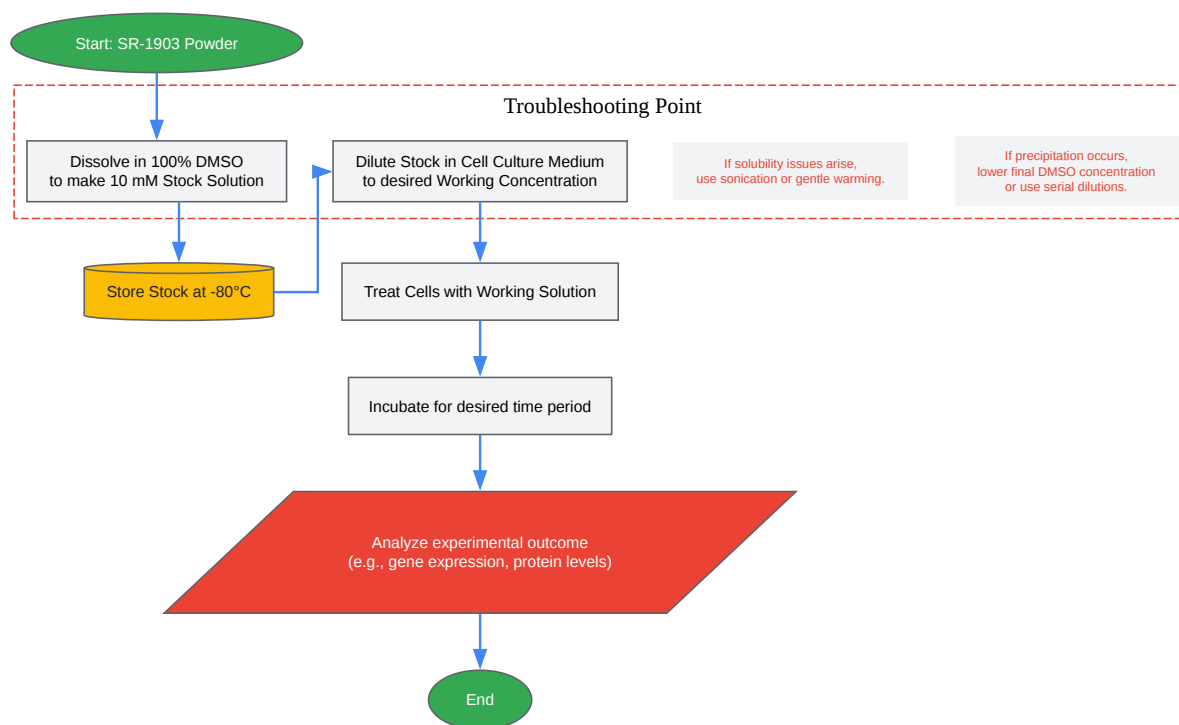 Start: SR-1903 Powder
Troubleshooting Point
Dissolve in 100% DMSO
to make 10 mM Stock Solution
Dilute Stock in Cell Culture Medium
to desired Working Concentration
If solubility issues arise,
use sonication or gentle warming.
If precipitation occurs,
lower final DMSO concentration
or use serial dilutions.
Store Stock at -80°C
Treat Cells with Working Solution
Incubate for desired time period
Analyze experimental outcome
(e.g., gene expression, protein levels)
End